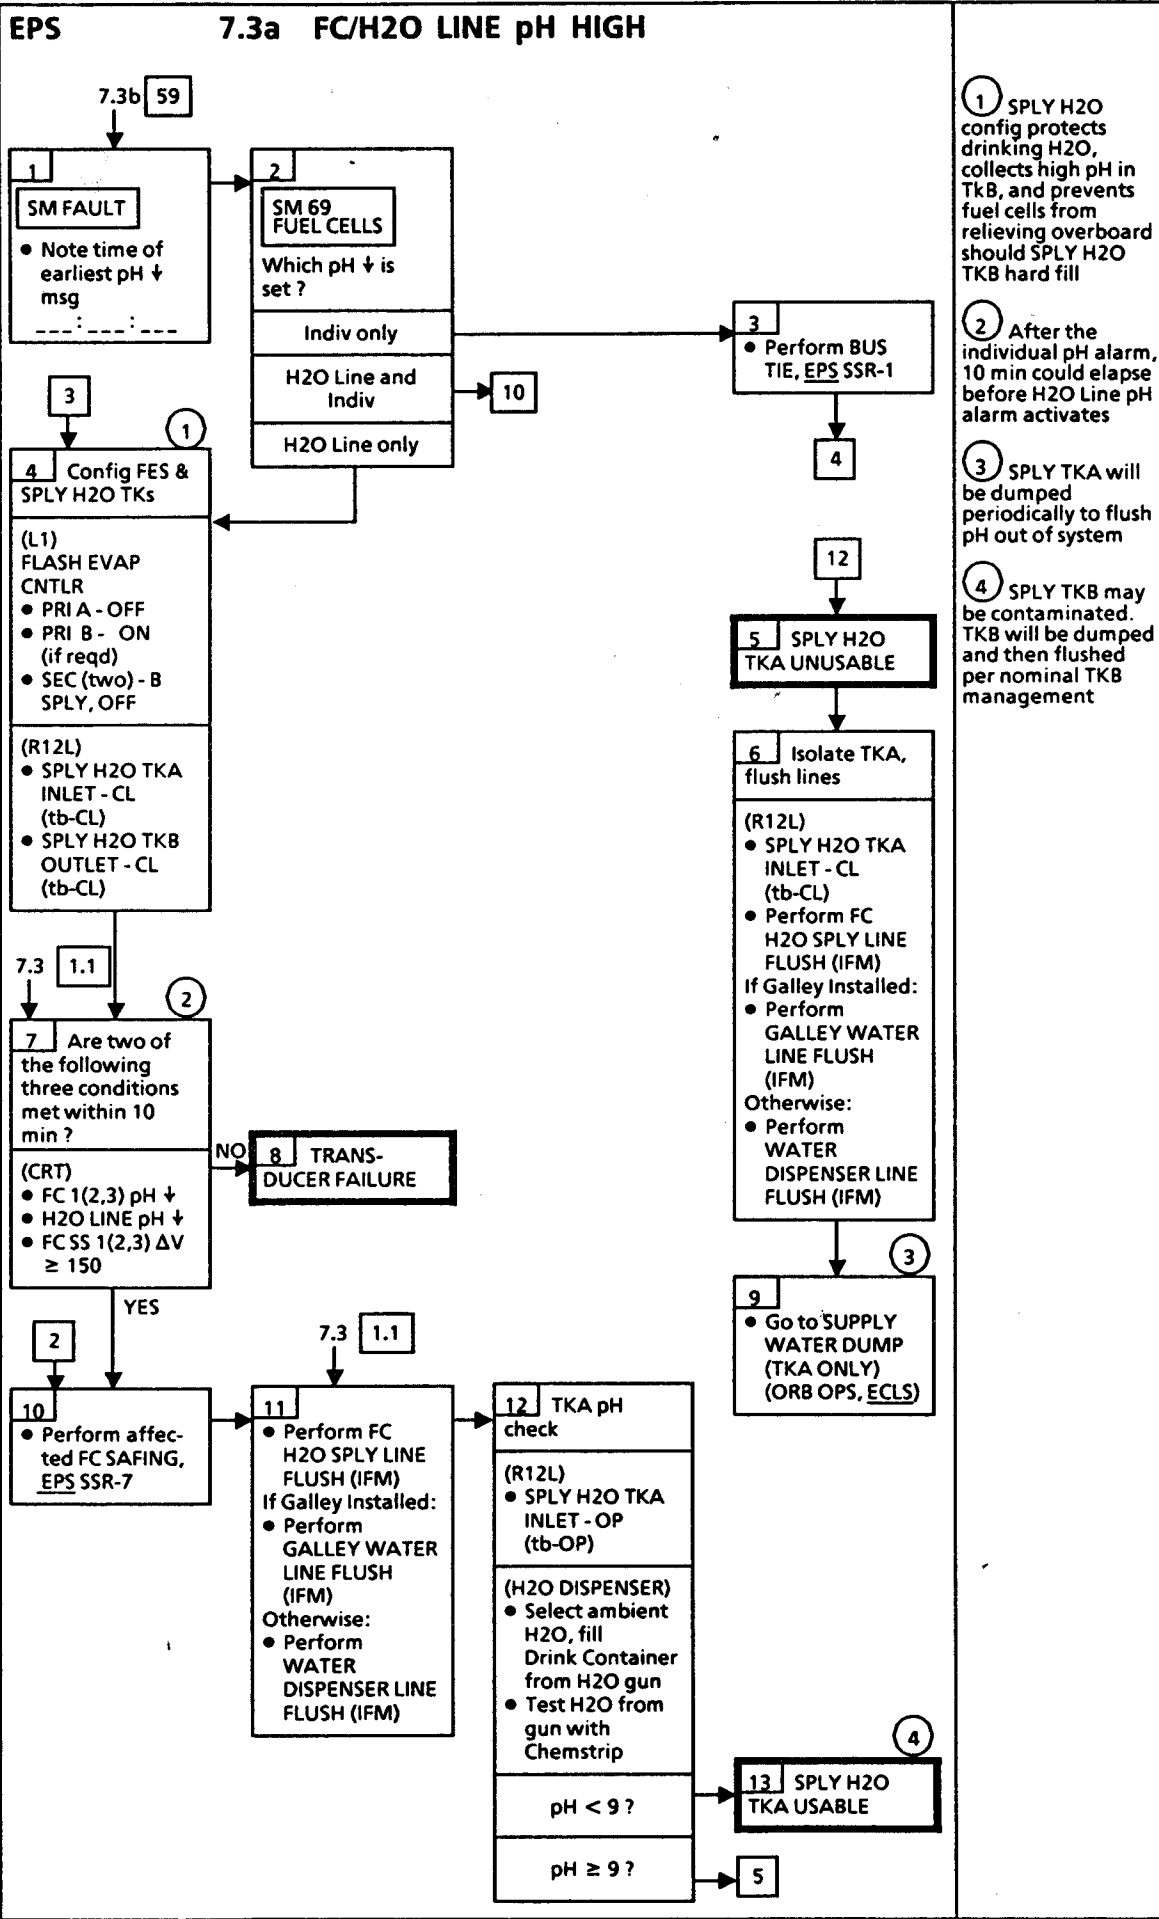 EPS 7.3a FC/H2O LINE pH HIGH
7.3b 59
1
SM FAULT
• Note time of
earliest pH ↓
msg
_ _ _ : _ _ _ : _ _ _
2
SM 69
FUEL CELLS
Which pH ↓ is
set ?
Indiv only
H2O Line and
Indiv
H2O Line only
10
3
• Perform BUS
TIE, EPS SSR-1
4
3
1
4 Config FES &
SPLY H2O TKs
(L1)
FLASH EVAP
CNTLR
• PRI A - OFF
• PRI B - ON
(if reqd)
• SEC (two) - B
SPLY, OFF
(R12L)
• SPLY H2O TKA
INLET - CL
(tb-CL)
• SPLY H2O TKB
OUTLET - CL
(tb-CL)
12
5 SPLY H2O
TKA UNUSABLE
6 Isolate TKA,
flush lines
(R12L)
• SPLY H2O TKA
INLET - CL
(tb-CL)
• Perform FC
H2O SPLY LINE
FLUSH (IFM)
If Galley Installed:
• Perform
GALLEY WATER
LINE FLUSH
(IFM)
Otherwise:
• Perform
WATER
DISPENSER LINE
FLUSH (IFM)
7.3 1.1
2
7 Are two of
the following
three conditions
met within 10
min ?
(CRT)
• FC 1(2,3) pH ↓
• H2O LINE pH ↓
• FC SS 1(2,3) ΔV
≥ 150
NO
8 TRANS-
DUCER FAILURE
YES
3
9
• Go to SUPPLY
WATER DUMP
(TKA ONLY)
(ORB OPS, ECLS)
2
10
• Perform affec-
ted FC SAFING,
EPS SSR-7
7.3 1.1
11
• Perform FC
H2O SPLY LINE
FLUSH (IFM)
If Galley Installed:
• Perform
GALLEY WATER
LINE FLUSH
(IFM)
Otherwise:
• Perform
WATER
DISPENSER LINE
FLUSH (IFM)
12 TKA pH
check
(R12L)
• SPLY H2O TKA
INLET - OP
(tb-OP)
(H2O DISPENSER)
• Select ambient
H2O, fill
Drink Container
from H2O gun
• Test H2O from
gun with
Chemstrip
pH < 9 ?
pH ≥ 9 ?
4
13 SPLY H2O
TKA USABLE
5
1 SPLY H2O
config protects
drinking H2O,
collects high pH in
TkB, and prevents
fuel cells from
relieving overboard
should SPLY H2O
TKB hard fill
2 After the
individual pH alarm,
10 min could elapse
before H2O Line pH
alarm activates
3 SPLY TKA will
be dumped
periodically to flush
pH out of system
4 SPLY TKB may
be contaminated.
TKB will be dumped
and then flushed
per nominal TKB
management